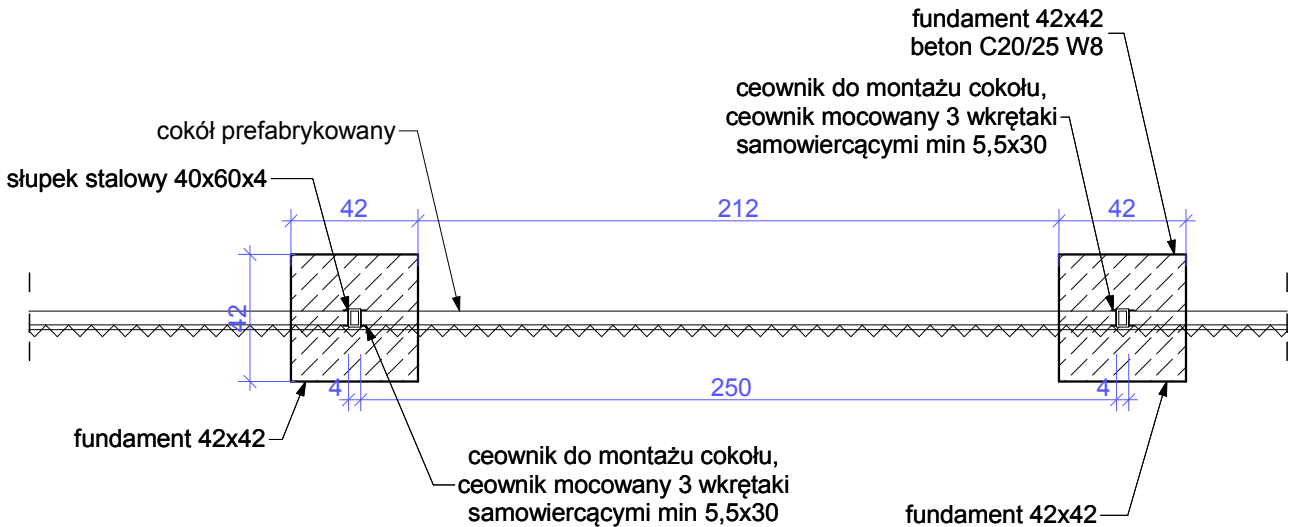 fundament 42x42
beton C20/25 W8
ceownik do montażu cokołu,
ceownik mocowany 3 wkrętaki
samowiercącymi min 5,5x30
cokół prefabrykowany
słupek stalowy 40x60x4
42
212
42
42
4
250
4
fundament 42x42
ceownik do montażu cokołu,
ceownik mocowany 3 wkrętaki
samowiercącymi min 5,5x30
fundament 42x42